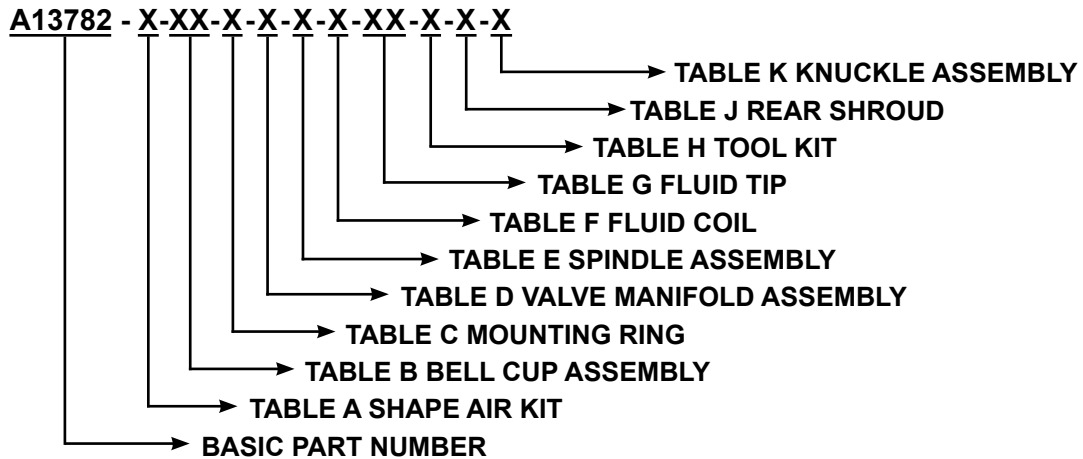 A13782 - X-XX-X-X-X-X-XX-X-X-X
TABLE K KNUCKLE ASSEMBLY
TABLE J REAR SHROUD
TABLE H TOOL KIT
TABLE G FLUID TIP
TABLE F FLUID COIL
TABLE E SPINDLE ASSEMBLY
TABLE D VALVE MANIFOLD ASSEMBLY
TABLE C MOUNTING RING
TABLE B BELL CUP ASSEMBLY
TABLE A SHAPE AIR KIT
BASIC PART NUMBER